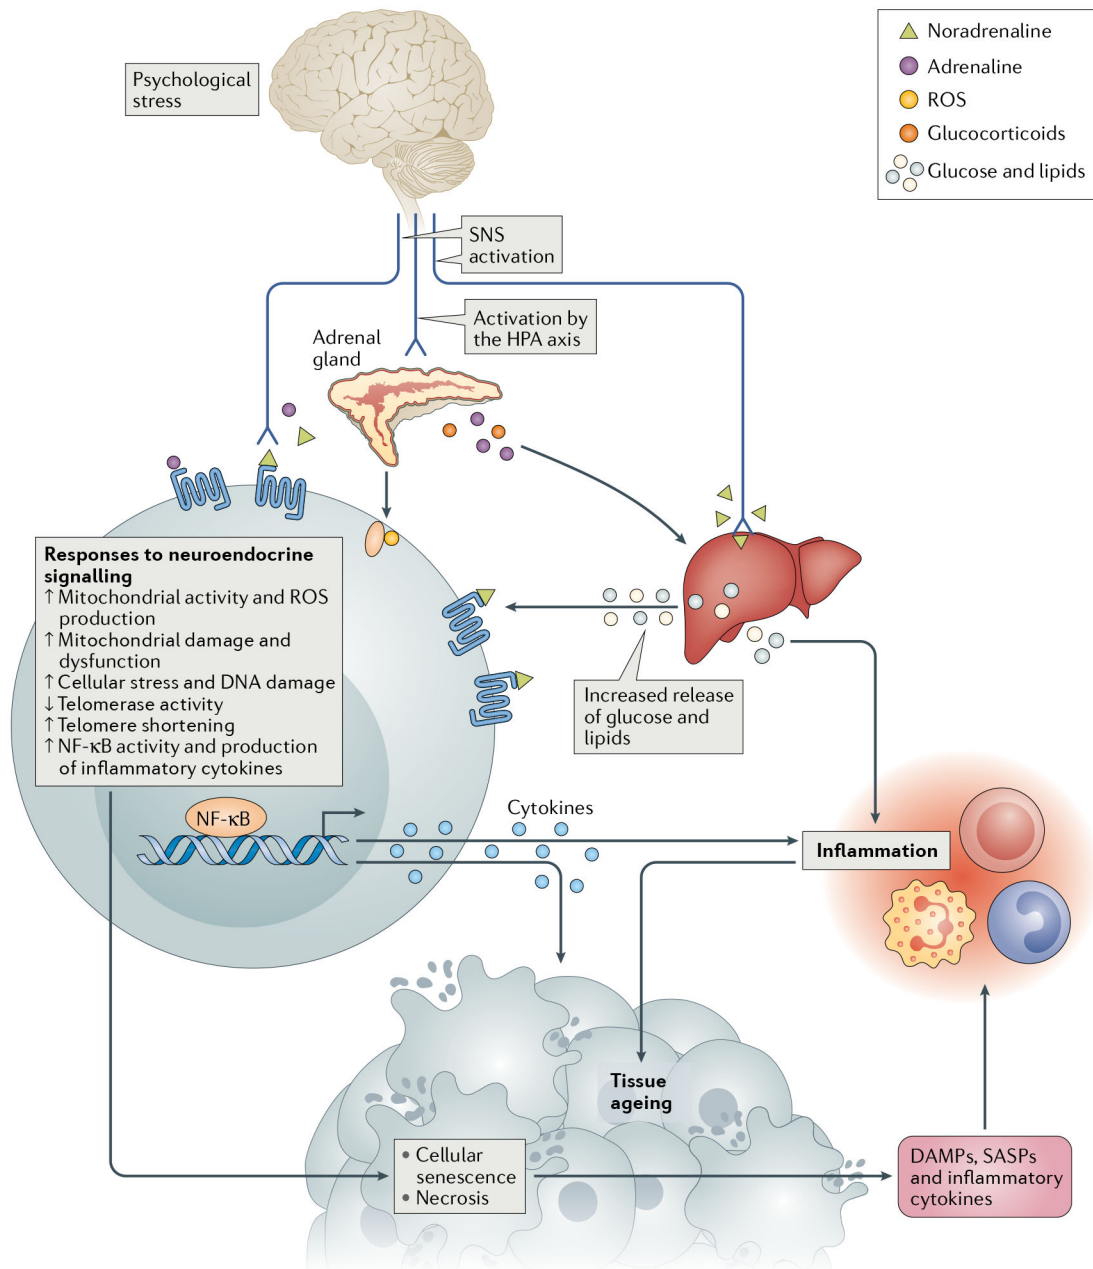 Psychological
stress
Noradrenaline
Adrenaline
ROS
Glucocorticoids
Glucose and lipids
SNS
activation
Activation by
the HPA axis
Adrenal
gland
Responses to neuroendocrine
signalling
↑ Mitochondrial activity and ROS
production
↑ Mitochondrial damage and
dysfunction
↑ Cellular stress and DNA damage
↓ Telomerase activity
↑ Telomere shortening
↑ NF-κB activity and production
of inflammatory cytokines
Increased release
of glucose and
lipids
NF-κB
Cytokines
Inflammation
Tissue
ageing
• Cellular
senescence
• Necrosis
DAMPs, SASPs
and inflammatory
cytokines